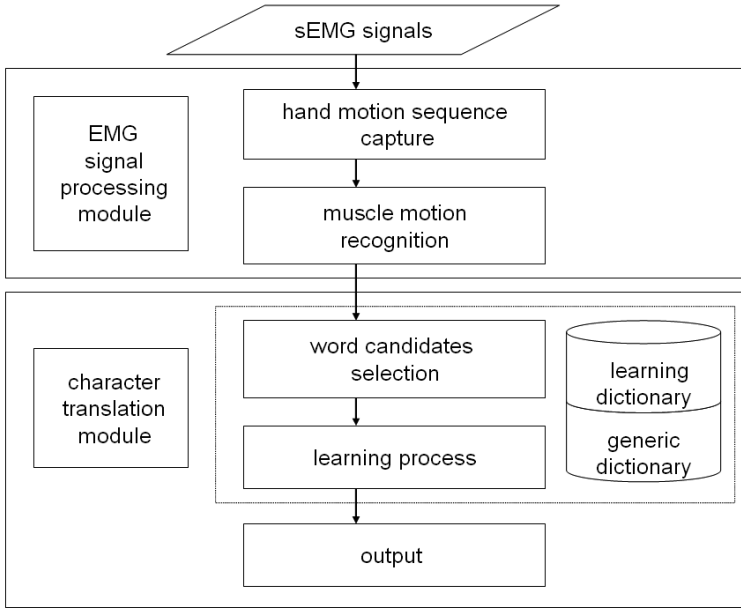 sEMG signals
EMG
signal
processing
module
hand motion sequence
capture
muscle motion
recognition
character
translation
module
word candidates
selection
learning process
output
learning
dictionary
generic
dictionary